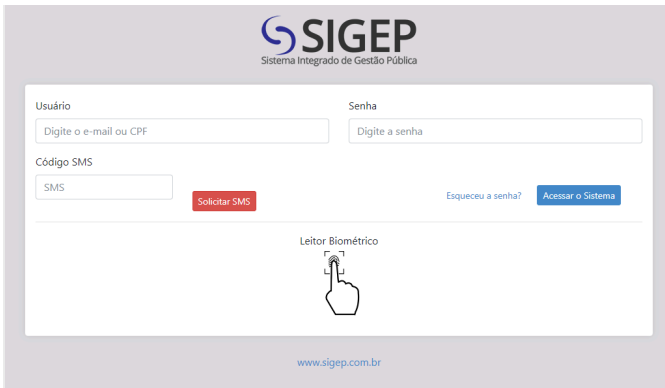 SIGEP
Sistema Integrado de Gestão Pública
Usuário
Senha
Digite o e-mail ou CPF
Digite a senha
Código SMS
SMS
Solicitar SMS
Esqueceu a senha?
Acessar o Sistema
Leitor Biométrico
www.sigep.com.br